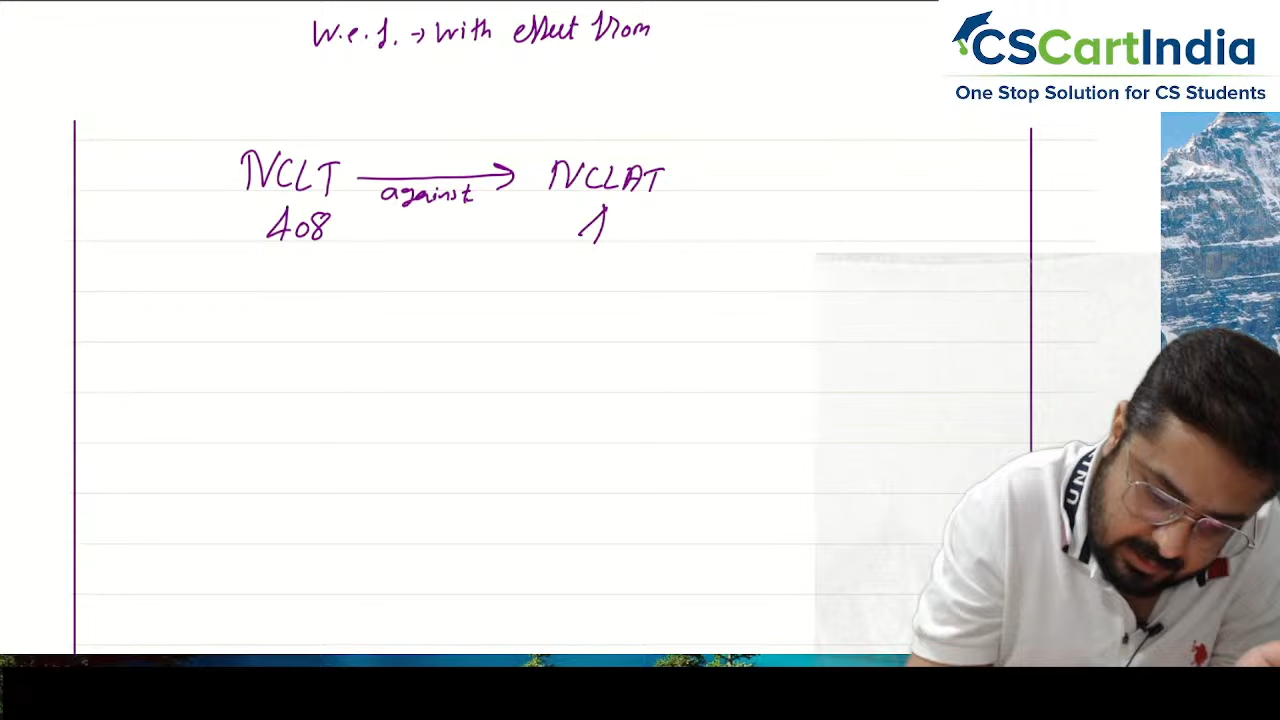 w.e.f. → with effect from
CSCartIndia
One Stop Solution for CS Students
NCLT → NCLAT
against
408